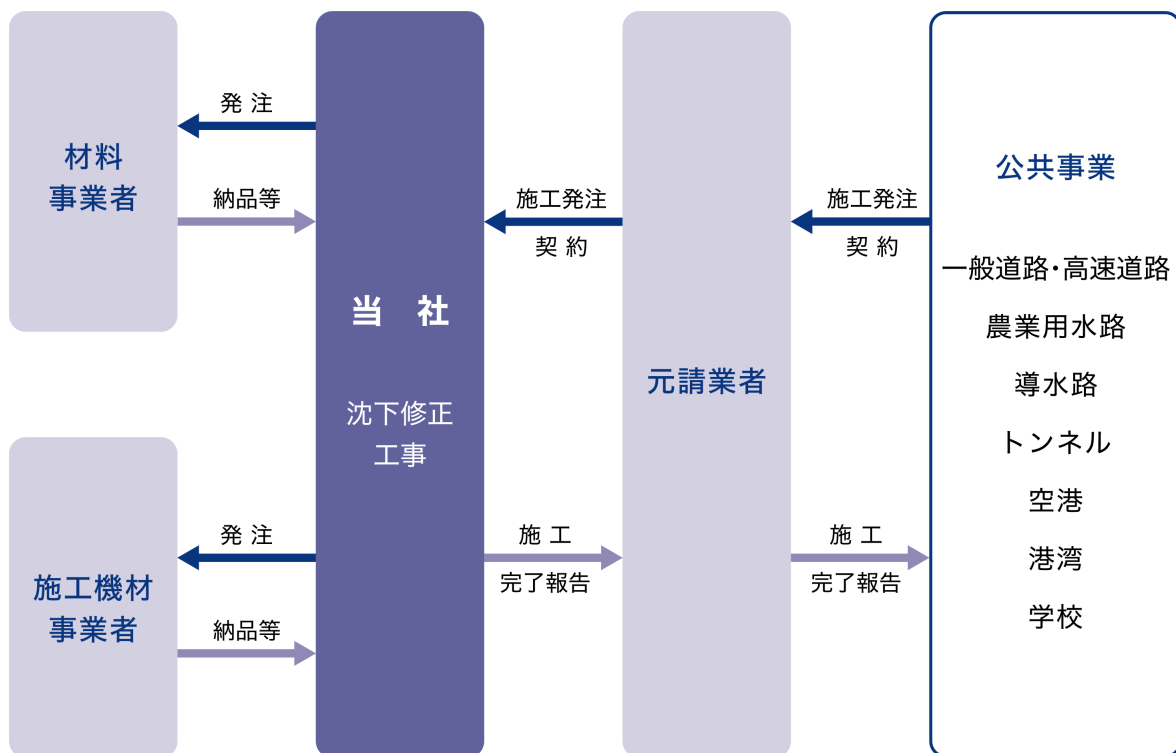 材料
事業者
発注
納品等
施工機材
事業者
発注
納品等
当 社
沈下修正
工事
施工発注
契約
施工
完了報告
元請業者
施工発注
契約
施工
完了報告
公共事業
一般道路・高速道路
農業用水路
導水路
トンネル
空港
港湾
学校